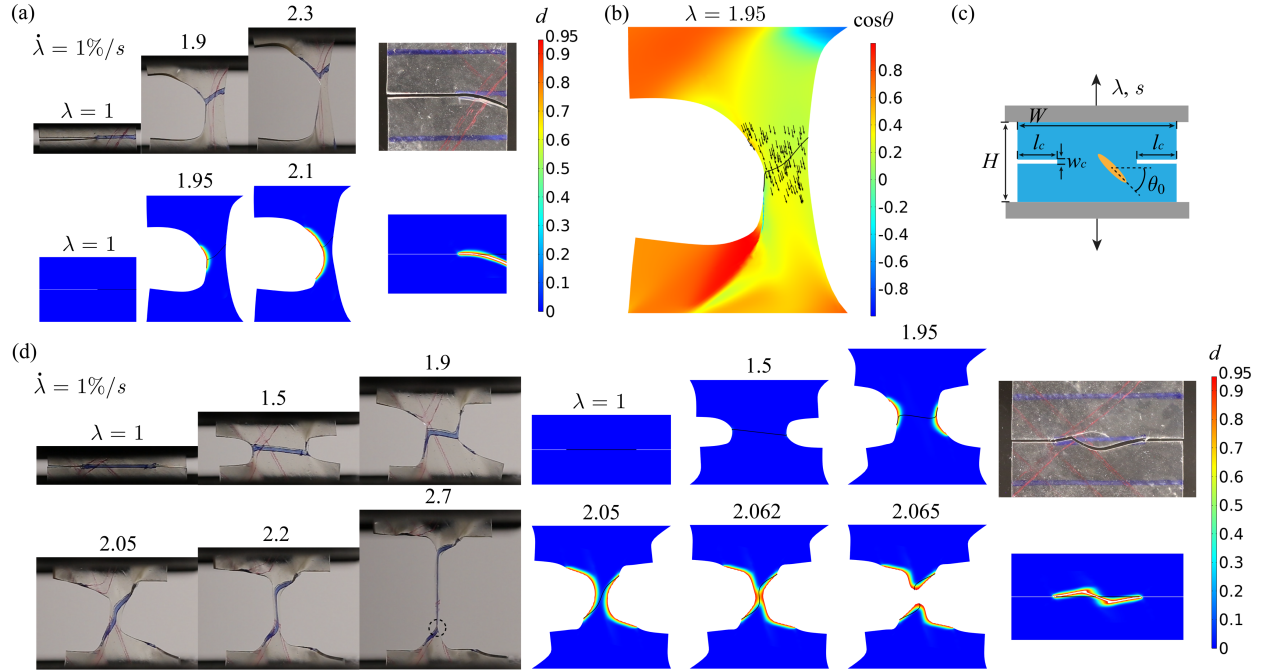 (a)
λ̇ = 1%/s
λ = 1
1.9
2.3
λ = 1
1.95
2.1
d
0.95
0.9
0.8
0.7
0.6
0.5
0.4
0.3
0.2
0.1
0
(b)
λ = 1.95
cosθ
0.8
0.6
0.4
0.2
0
-0.2
-0.4
-0.6
-0.8
(c)
λ, s
W
l_c
l_c
w_c
H
θ_0
(d)
λ̇ = 1%/s
λ = 1
1.5
1.9
2.05
2.2
2.7
λ = 1
1.5
1.95
2.05
2.062
2.065
d
0.95
0.9
0.8
0.7
0.6
0.5
0.4
0.3
0.2
0.1
0